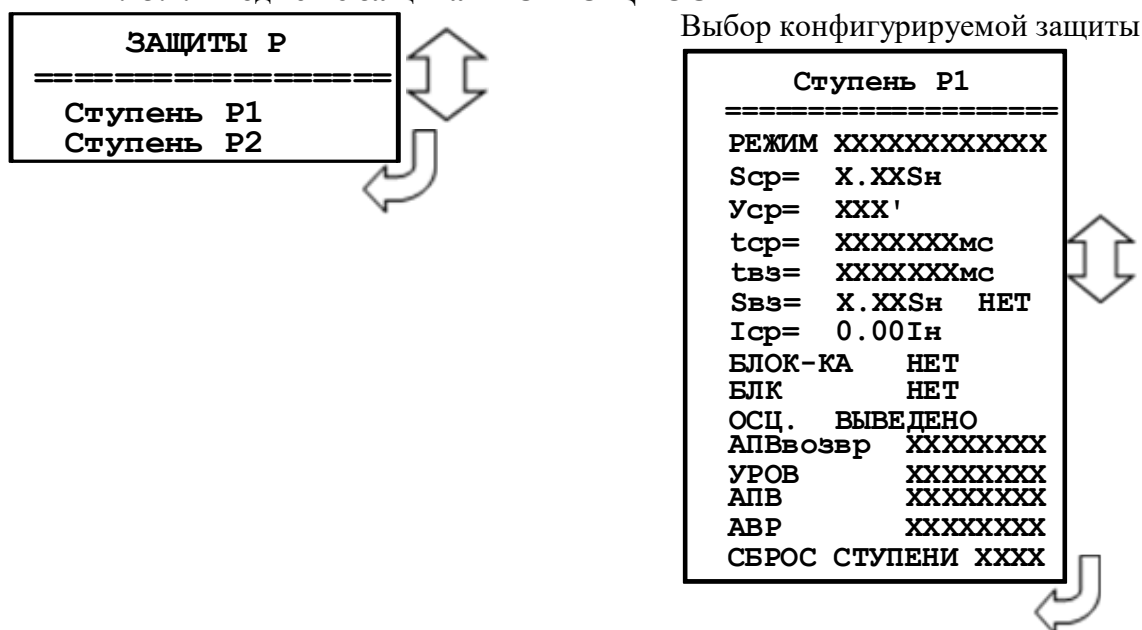 ЗАЩИТЫ Р
==================
Ступень Р1
Ступень Р2
Выбор конфигурируемой защиты
Ступень Р1
====================
РЕЖИМ ХХХХХХХХХХХХ
Sср= Х.ХХSн
Уср= ХХХ'
tср= ХХХХХХХмс
tвз= ХХХХХХХмс
Sвз= Х.ХХSн НЕТ
Iср= 0.00Iн
БЛОК-КА НЕТ
БЛК НЕТ
ОСЦ. ВЫВЕДЕНО
АПВвозвр ХХХХХХХХ
УРОВ ХХХХХХХХ
АПВ ХХХХХХХХ
АВР ХХХХХХХХ
СБРОС СТУПЕНИ ХХХХ